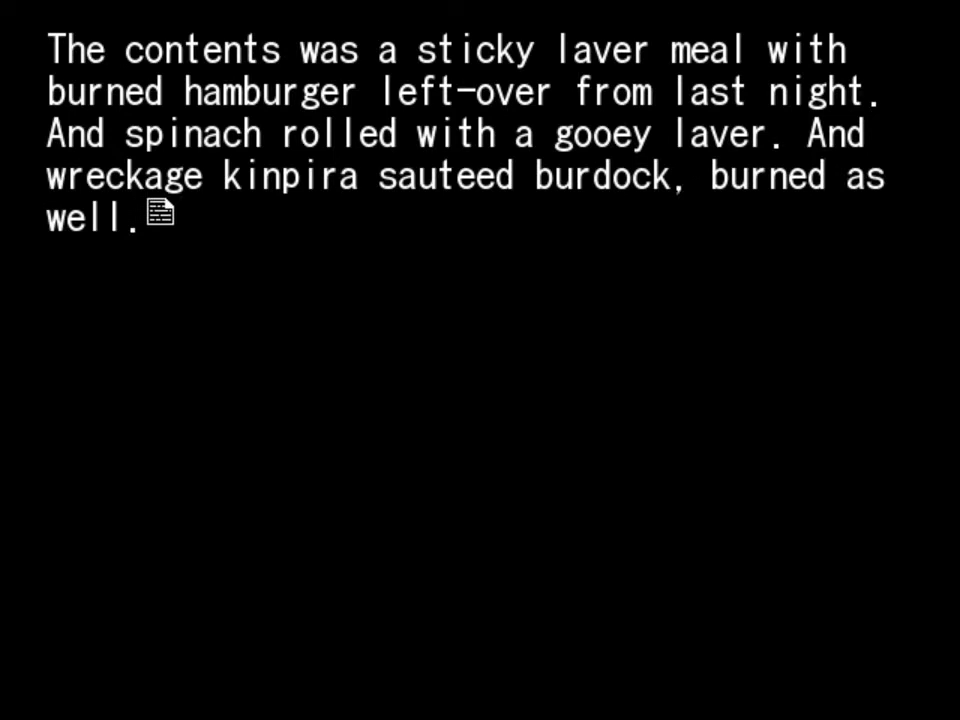 The contents was a sticky laver meal with
burned hamburger left-over from last night.
And spinach rolled with a gooey laver. And
wreckage kinpira sauteed burdock, burned as
well.